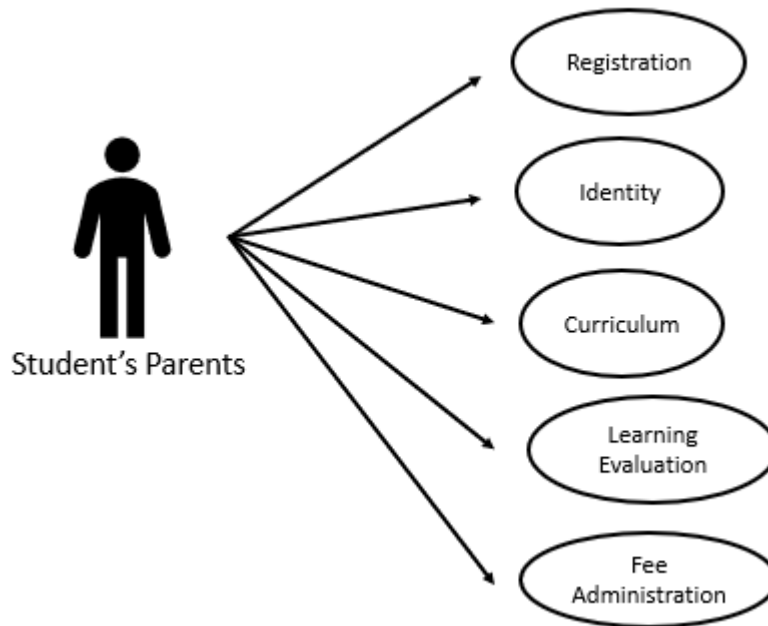 Registration
Identity
Curriculum
Student's Parents
Learning
Evaluation
Fee
Administration